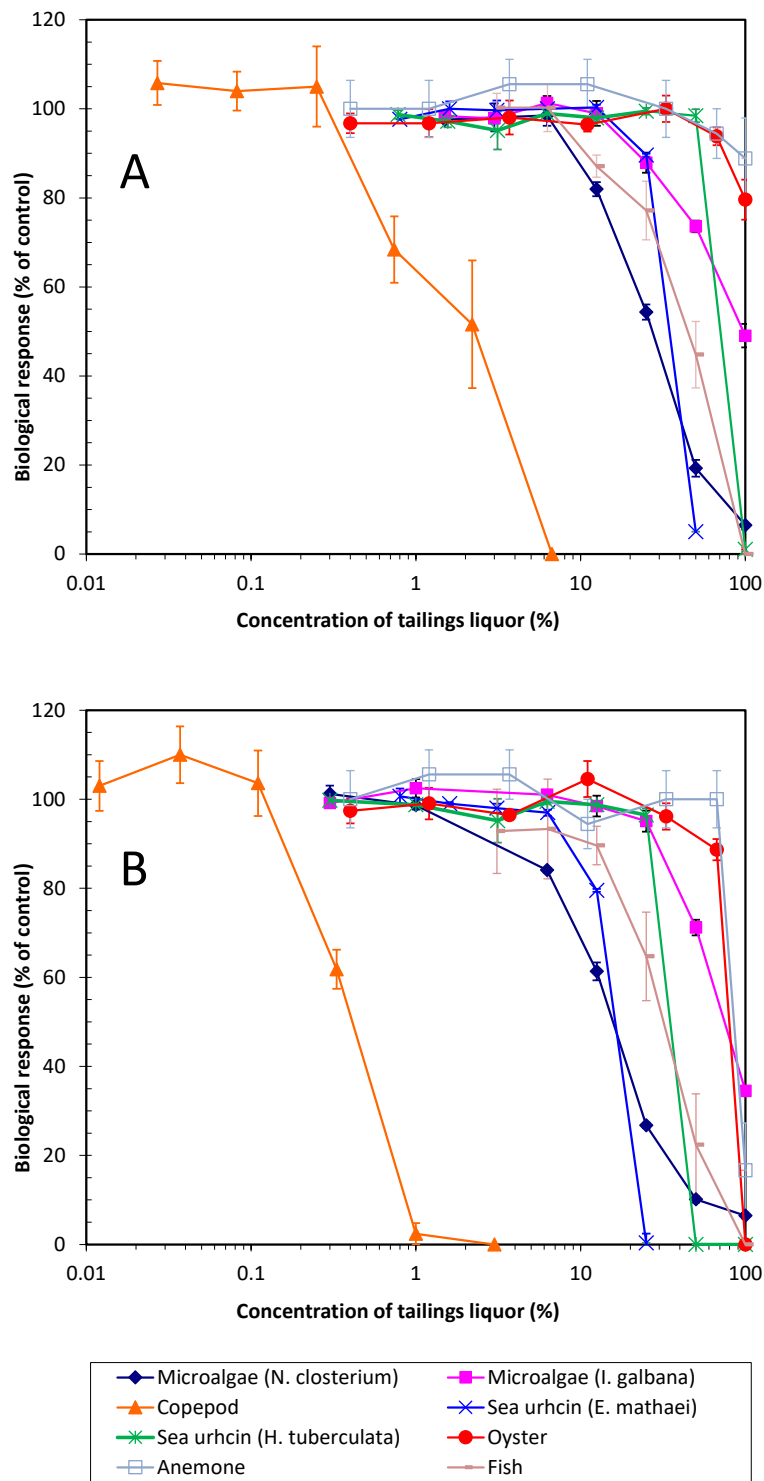 120
100
80
60
40
20
0
A
Biological response (% of control)
0.01 0.1 1 10 100
Concentration of tailings liquor (%)
120
100
80
60
40
20
0
B
Biological response (% of control)
0.01 0.1 1 10 100
Concentration of tailings liquor (%)
Microalgae (N. closterium) Microalgae (I. galbana)
Copepod Sea urhcin (E. mathaei)
Sea urhcin (H. tuberculata) Oyster
Anemone Fish